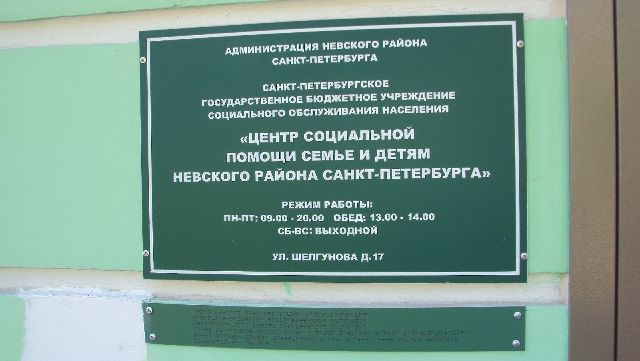 АДМИНИСТРАЦИЯ НЕВСКОГО РАЙОНА
САНКТ-ПЕТЕРБУРГА
САНКТ-ПЕТЕРБУРГСКОЕ
ГОСУДАРСТВЕННОЕ БЮДЖЕТНОЕ УЧРЕЖДЕНИЕ
СОЦИАЛЬНОГО ОБСЛУЖИВАНИЯ НАСЕЛЕНИЯ
«ЦЕНТР СОЦИАЛЬНОЙ
ПОМОЩИ СЕМЬЕ И ДЕТЯМ
НЕВСКОГО РАЙОНА САНКТ-ПЕТЕРБУРГА»
РЕЖИМ РАБОТЫ:
ПН-ПТ: 09.00 - 20.00 ОБЕД: 13.00 - 14.00
СБ-ВС: ВЫХОДНОЙ
УЛ. ШЕЛГУНОВА Д.17